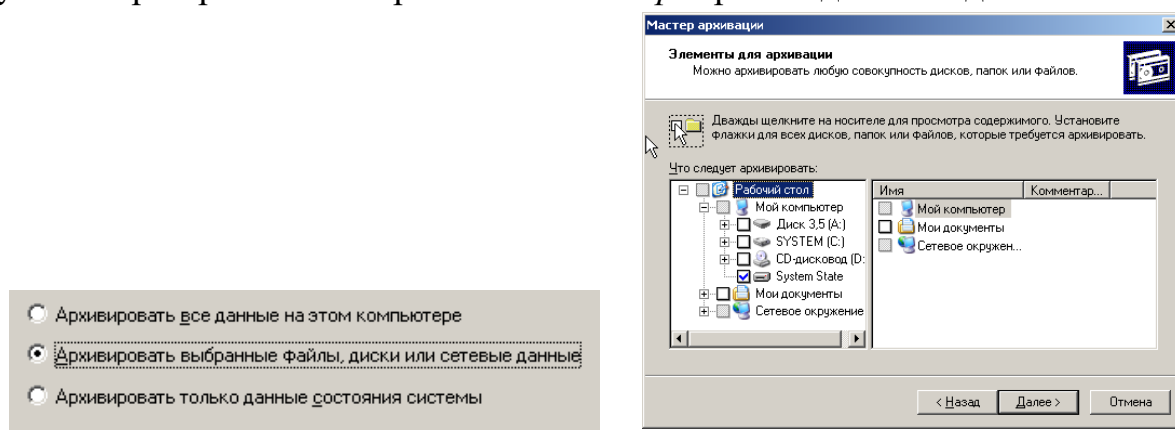 Мастер архивации
Элементы для архивации
Можно архивировать любую совокупность дисков, папок или файлов.
Дважды щелкните на носителе для просмотра содержимого. Установите
флажки для всех дисков, папок или файлов, которые требуется архивировать.
Что следует архивировать:
Рабочий стол
Мой компьютер
Диск 3,5 (A:)
SYSTEM (C:)
CD-дисковод (D:
System State
Мои документы
Сетевое окружение
Имя
Комментар...
Мой компьютер
Мои документы
Сетевое окружен...
< Назад
Далее >
Отмена
Архивировать все данные на этом компьютере
Архивировать выбранные файлы, диски или сетевые данные
Архивировать только данные состояния системы